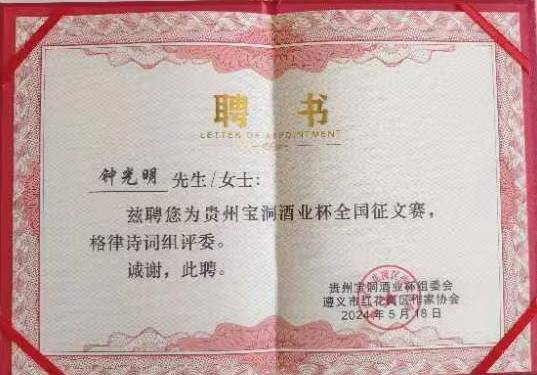 聘 书
LETTER OF APPOINTMENT
钟光明 先生/女士：
兹聘您为贵州宝洞酒业杯全国征文赛，
格律诗词组评委。
诚谢，此聘。
贵州宝洞酒业杯组委会
遵义市红花岗区作家协会
2024年5月18日